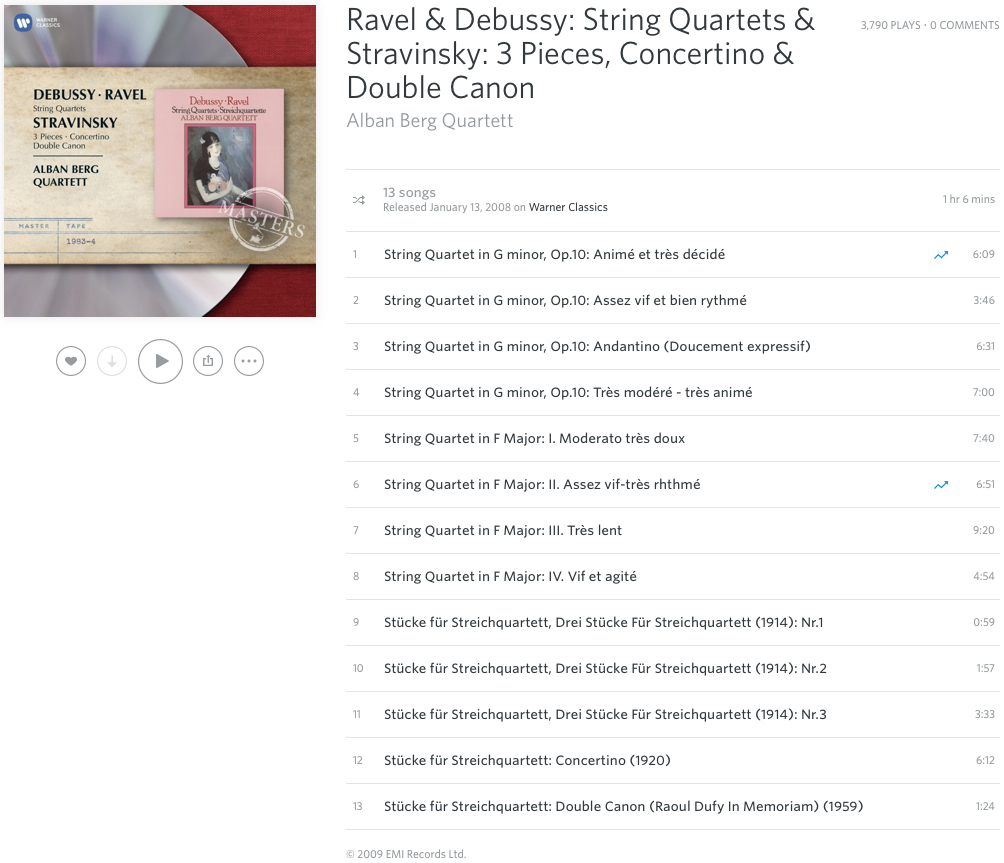 WARNER
CLASSICS
DEBUSSY · RAVEL
String Quartets
STRAVINSKY
3 Pieces · Concertino
Double Canon
ALBAN BERG
QUARTETT
Debussy · Ravel
String Quartets · Streichquartette
ALBAN BERG QUARTETT
MASTERS
MASTER TAPE
1983-4
Ravel & Debussy: String Quartets &
Stravinsky: 3 Pieces, Concertino &
Double Canon
3,790 PLAYS · 0 COMMENTS
Alban Berg Quartett
13 songs
Released January 13, 2008 on Warner Classics
1 hr 6 mins
1 String Quartet in G minor, Op.10: Animé et très décidé 6:09
2 String Quartet in G minor, Op.10: Assez vif et bien rythmé 3:46
3 String Quartet in G minor, Op.10: Andantino (Doucement expressif) 6:31
4 String Quartet in G minor, Op.10: Très modéré - très animé 7:00
5 String Quartet in F Major: I. Moderato très doux 7:40
6 String Quartet in F Major: II. Assez vif-très rhthmé 6:51
7 String Quartet in F Major: III. Très lent 9:20
8 String Quartet in F Major: IV. Vif et agité 4:54
9 Stücke für Streichquartett, Drei Stücke Für Streichquartett (1914): Nr.1 0:59
10 Stücke für Streichquartett, Drei Stücke Für Streichquartett (1914): Nr.2 1:57
11 Stücke für Streichquartett, Drei Stücke Für Streichquartett (1914): Nr.3 3:33
12 Stücke für Streichquartett: Concertino (1920) 6:12
13 Stücke für Streichquartett: Double Canon (Raoul Dufy In Memoriam) (1959) 1:24
© 2009 EMI Records Ltd.